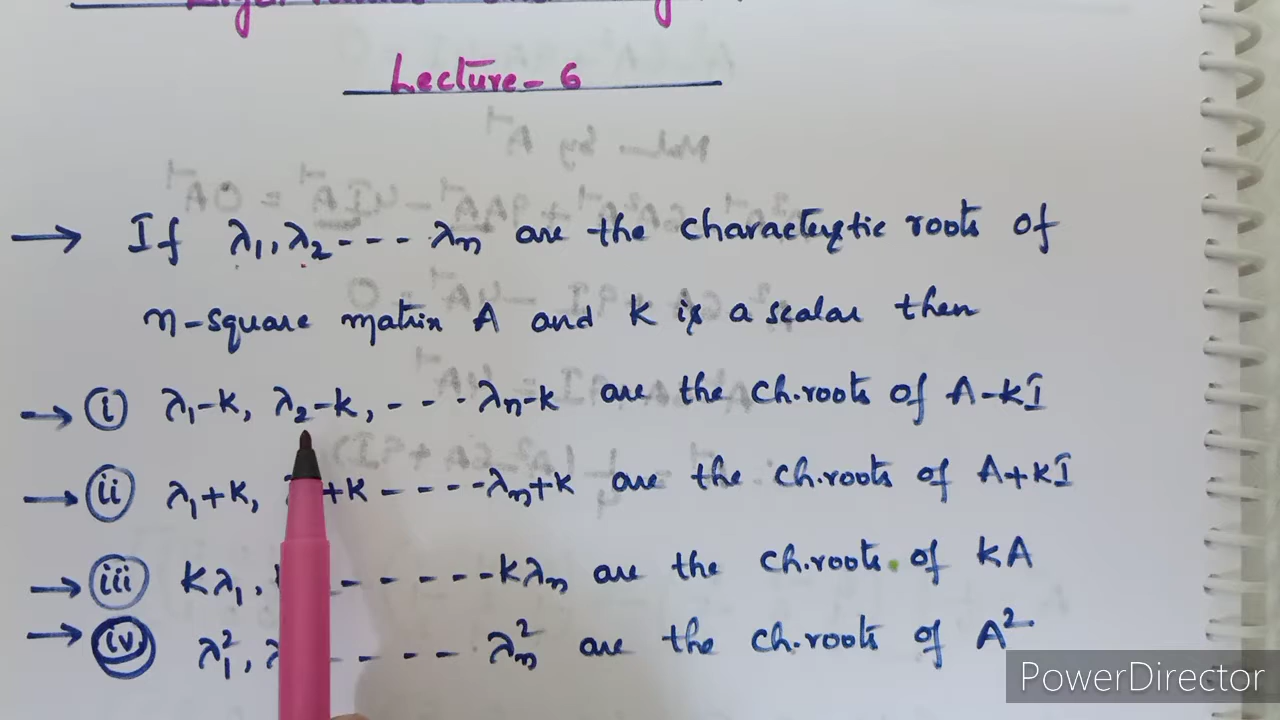 Lecture - 6
→ If λ₁, λ₂ ---- λn are the characteristic roots of
n-square matrix A and k is a scalar then
→ (i) λ₁-k, λ₂-k, ---- λn-k are the ch.roots of A-kI
→ (ii) λ₁+k, +k ----- λn+k are the ch.roots of A+kI
→ (iii) kλ₁, ------- kλn are the ch.roots of kA
→ (iv) λ₁², λ ----- λn² are the ch.roots of A²
PowerDirector